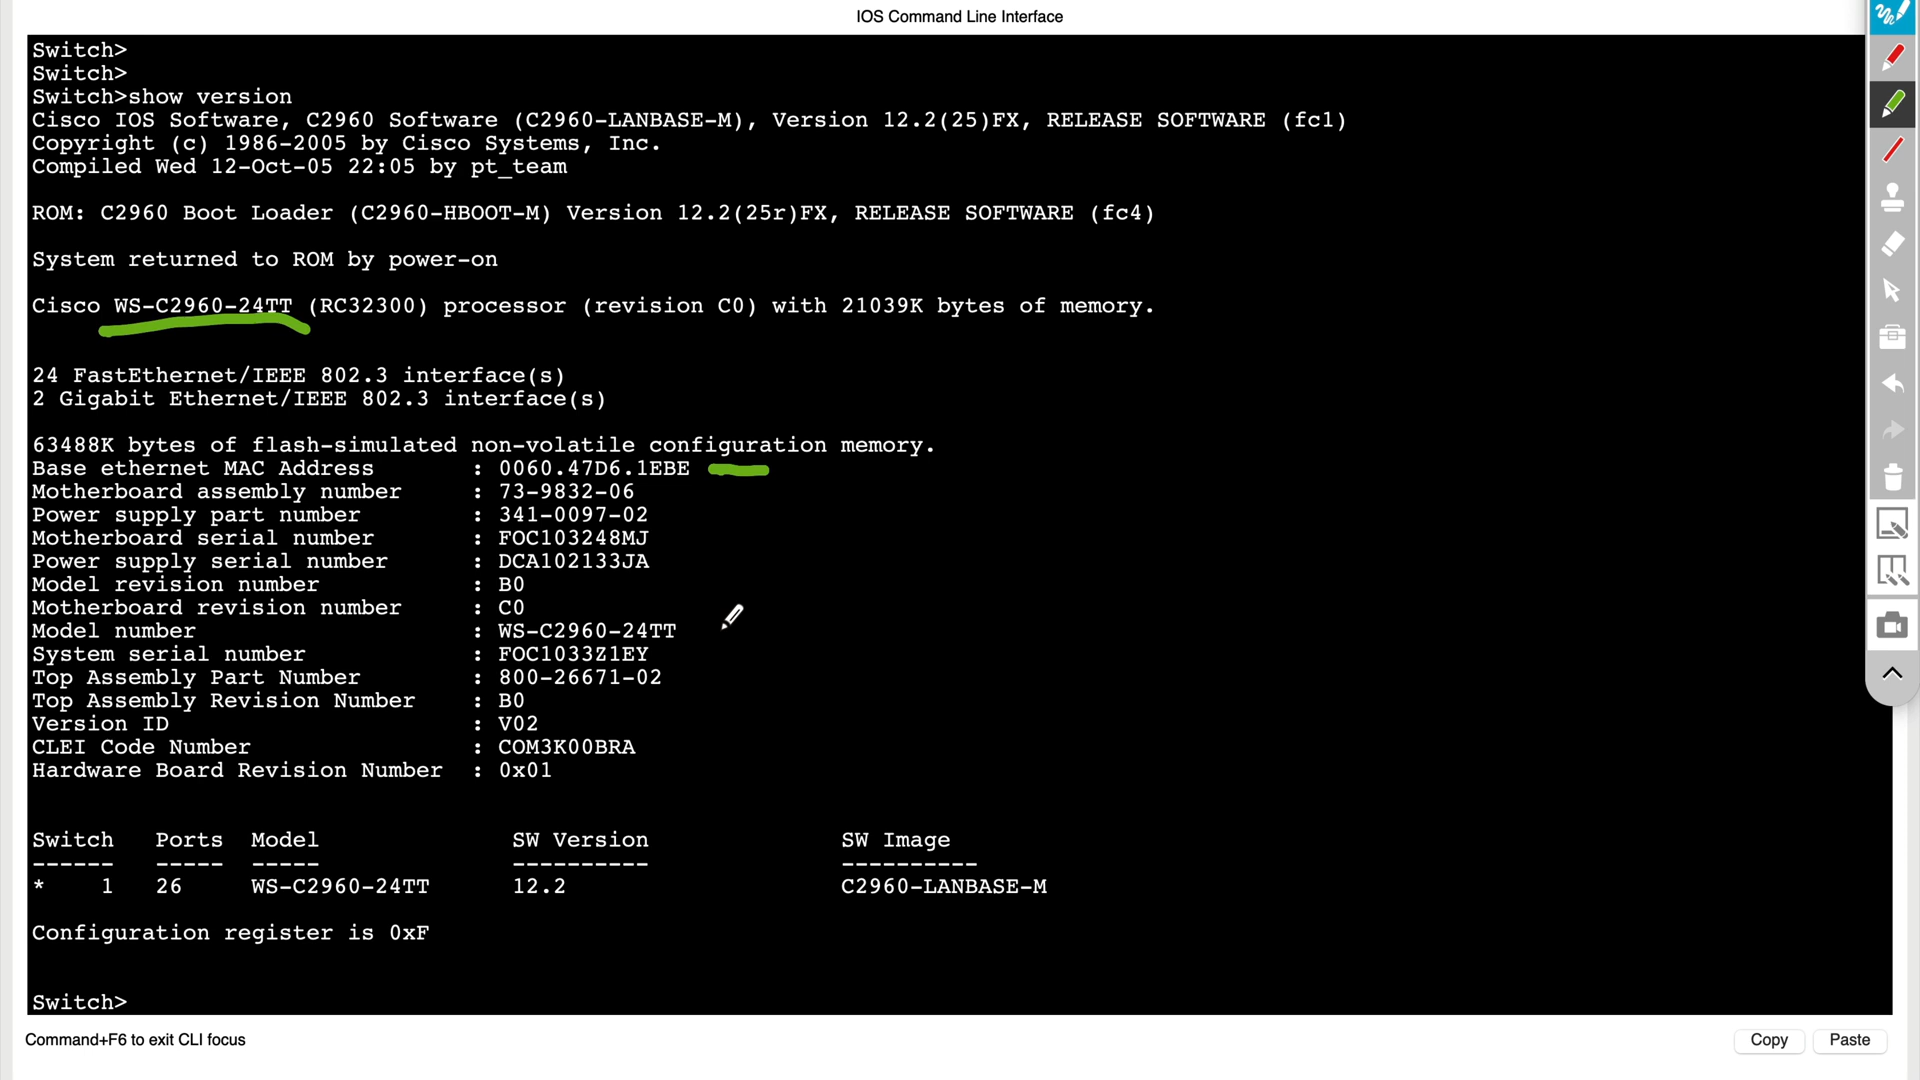 IOS Command Line Interface
Switch>
Switch>
Switch>show version
Cisco IOS Software, C2960 Software (C2960-LANBASE-M), Version 12.2(25)FX, RELEASE SOFTWARE (fc1)
Copyright (c) 1986-2005 by Cisco Systems, Inc.
Compiled Wed 12-Oct-05 22:05 by pt_team
ROM: C2960 Boot Loader (C2960-HBOOT-M) Version 12.2(25r)FX, RELEASE SOFTWARE (fc4)
System returned to ROM by power-on
Cisco WS-C2960-24TT (RC32300) processor (revision C0) with 21039K bytes of memory.
24 FastEthernet/IEEE 802.3 interface(s)
2 Gigabit Ethernet/IEEE 802.3 interface(s)
63488K bytes of flash-simulated non-volatile configuration memory.
Base ethernet MAC Address : 0060.47D6.1EBE
Motherboard assembly number : 73-9832-06
Power supply part number : 341-0097-02
Motherboard serial number : FOC103248MJ
Power supply serial number : DCA102133JA
Model revision number : B0
Motherboard revision number : C0
Model number : WS-C2960-24TT
System serial number : FOC1033Z1EY
Top Assembly Part Number : 800-26671-02
Top Assembly Revision Number : B0
Version ID : V02
CLEI Code Number : COM3K00BRA
Hardware Board Revision Number : 0x01
Switch Ports Model SW Version SW Image
------ ----- ----- ---------- ----------
* 1 26 WS-C2960-24TT 12.2 C2960-LANBASE-M
Configuration register is 0xF
Switch>
Command+F6 to exit CLI focus
Copy Paste